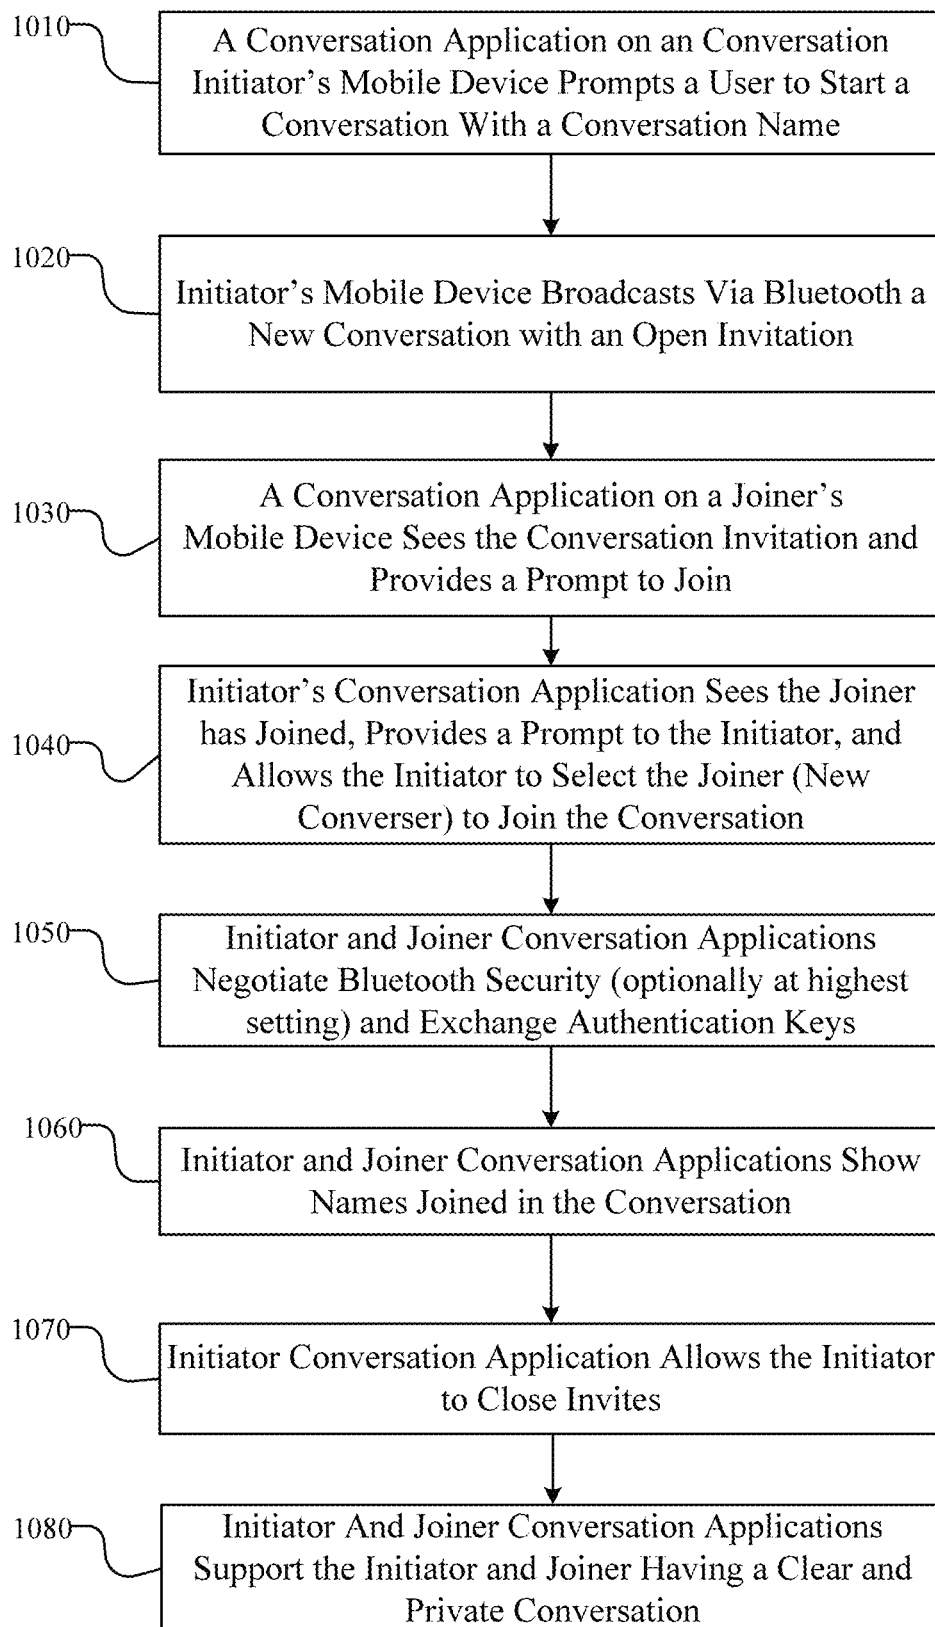 1010
A Conversation Application on an Conversation
Initiator's Mobile Device Prompts a User to Start a
Conversation With a Conversation Name
1020
Initiator's Mobile Device Broadcasts Via Bluetooth a
New Conversation with an Open Invitation
1030
A Conversation Application on a Joiner's
Mobile Device Sees the Conversation Invitation and
Provides a Prompt to Join
1040
Initiator's Conversation Application Sees the Joiner
has Joined, Provides a Prompt to the Initiator, and
Allows the Initiator to Select the Joiner (New
Converser) to Join the Conversation
1050
Initiator and Joiner Conversation Applications
Negotiate Bluetooth Security (optionally at highest
setting) and Exchange Authentication Keys
1060
Initiator and Joiner Conversation Applications Show
Names Joined in the Conversation
1070
Initiator Conversation Application Allows the Initiator
to Close Invites
1080
Initiator And Joiner Conversation Applications
Support the Initiator and Joiner Having a Clear and
Private Conversation